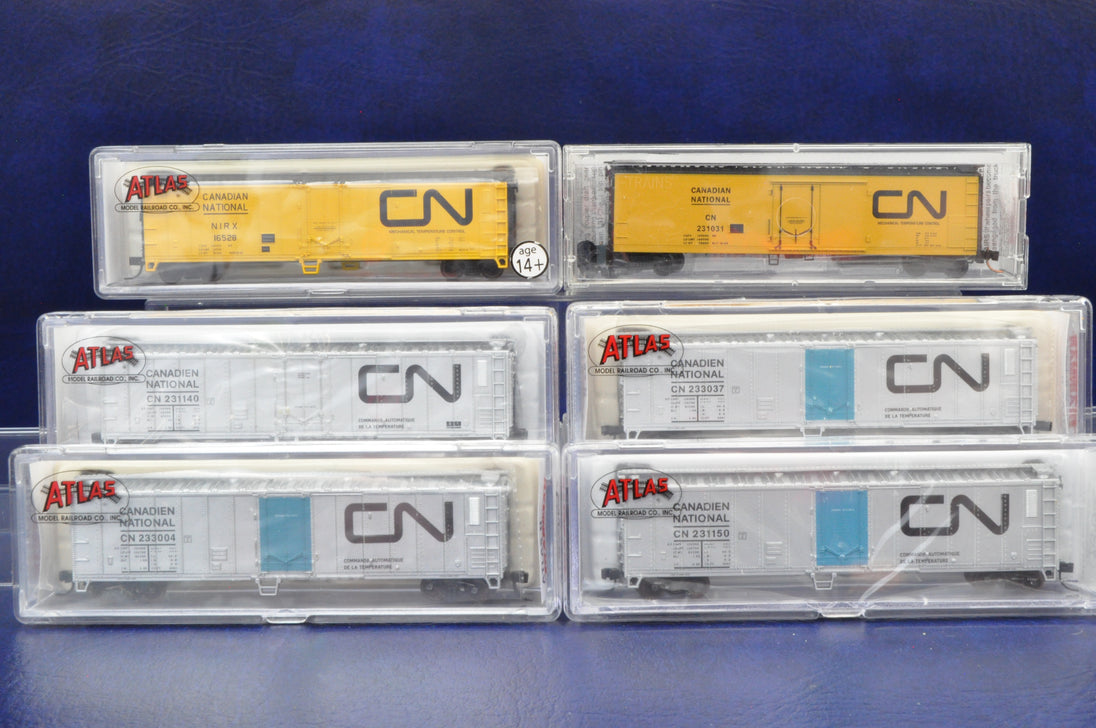 ATLAS
MODEL RAILROAD CO., INC.
CANADIAN
NATIONAL
NIRX
16528
CN
MECHANICAL TEMPERATURE CONTROL
age
14+
CANADIAN
NATIONAL
CN
231031
CN
MECHANICAL TEMPERATURE CONTROL
ATLAS
MODEL RAILROAD CO., INC.
CANADIEN
NATIONAL
CN 231140
CN
COMMANDE AUTOMATIQUE
DE LA TEMPERATURE
ATLAS
MODEL RAILROAD CO., INC.
CANADIEN
NATIONAL
CN 233037
CN
COMMANDE AUTOMATIQUE
DE LA TEMPERATURE
ATLAS
MODEL RAILROAD CO., INC.
CANADIEN
NATIONAL
CN 233004
CN
COMMANDE AUTOMATIQUE
DE LA TEMPERATURE
ATLAS
MODEL RAILROAD CO., INC.
CANADIEN
NATIONAL
CN 231150
CN
COMMANDE AUTOMATIQUE
DE LA TEMPERATURE